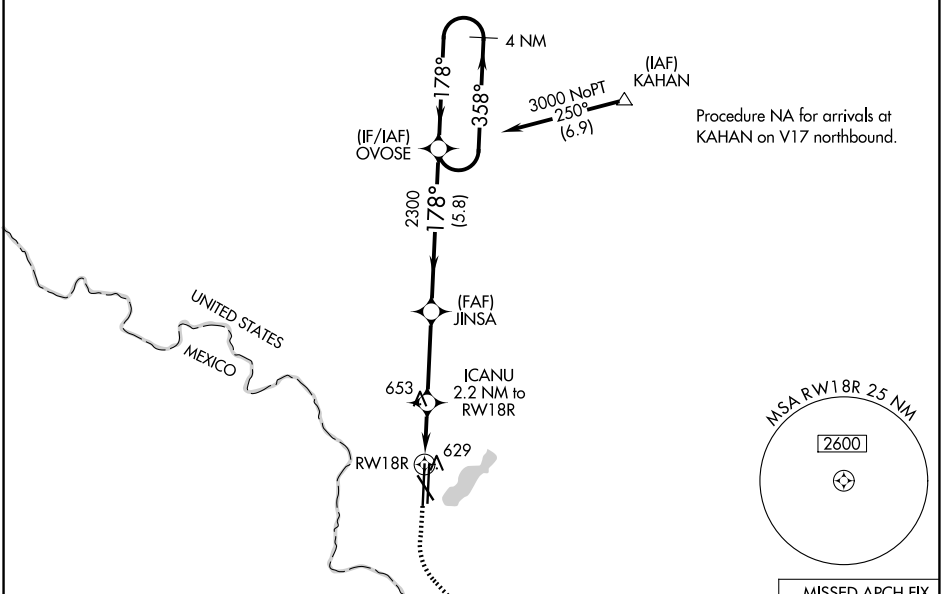 4 NM
178°
358°
(IAF)
KAHAN
3000 NoPT
250°
(6.9)
Procedure NA for arrivals at
KAHAN on V17 northbound.
(IF/IAF)
OVOSE
2300
178°
(5.8)
UNITED STATES
MEXICO
(FAF)
JINSA
653
ICANU
2.2 NM to
RW18R
629
RW18R
MSA RW18R 25 NM
2600
MISSED APCH FIX